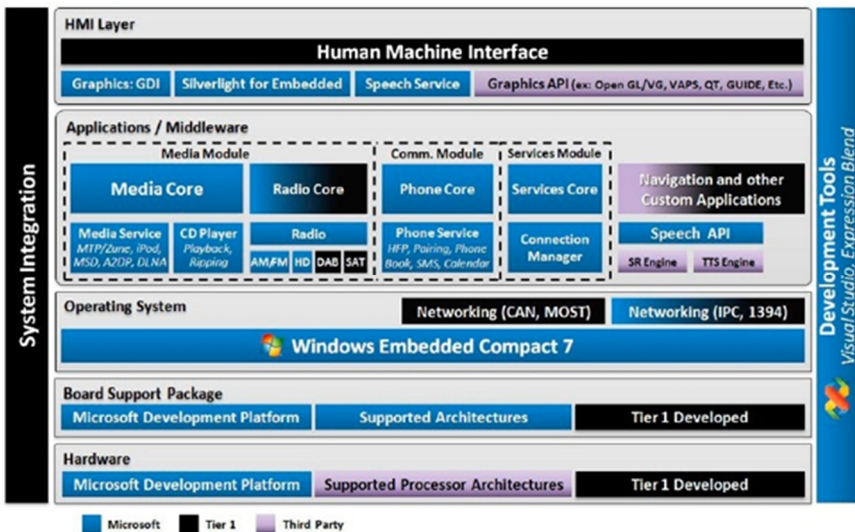 HMI Layer
Human Machine Interface
Graphics: GDI
Silverlight for Embedded
Speech Service
Graphics API (ex: Open GL/VG, VAPS, QT, GUIDE, Etc.)
Applications / Middleware
Media Module
Media Core
Radio Core
Media Service
MTP/Zune, iPod,
MSD, A2DP, DLNA
CD Player
Playback,
Ripping
Radio
AM/FM
HD
DAB
SAT
Comm. Module
Phone Core
Phone Service
HFP, Pairing, Phone
Book, SMS, Calendar
Services Module
Services Core
Connection
Manager
Navigation and other
Custom Applications
Speech API
SR Engine
TTS Engine
Operating System
Networking (CAN, MOST)
Networking (IPC, 1394)
Windows Embedded Compact 7
Board Support Package
Microsoft Development Platform
Supported Architectures
Tier 1 Developed
Hardware
Microsoft Development Platform
Supported Processor Architectures
Tier 1 Developed
System Integration
Development Tools
Visual Studio, Expression Blend
Microsoft
Tier 1
Third Party